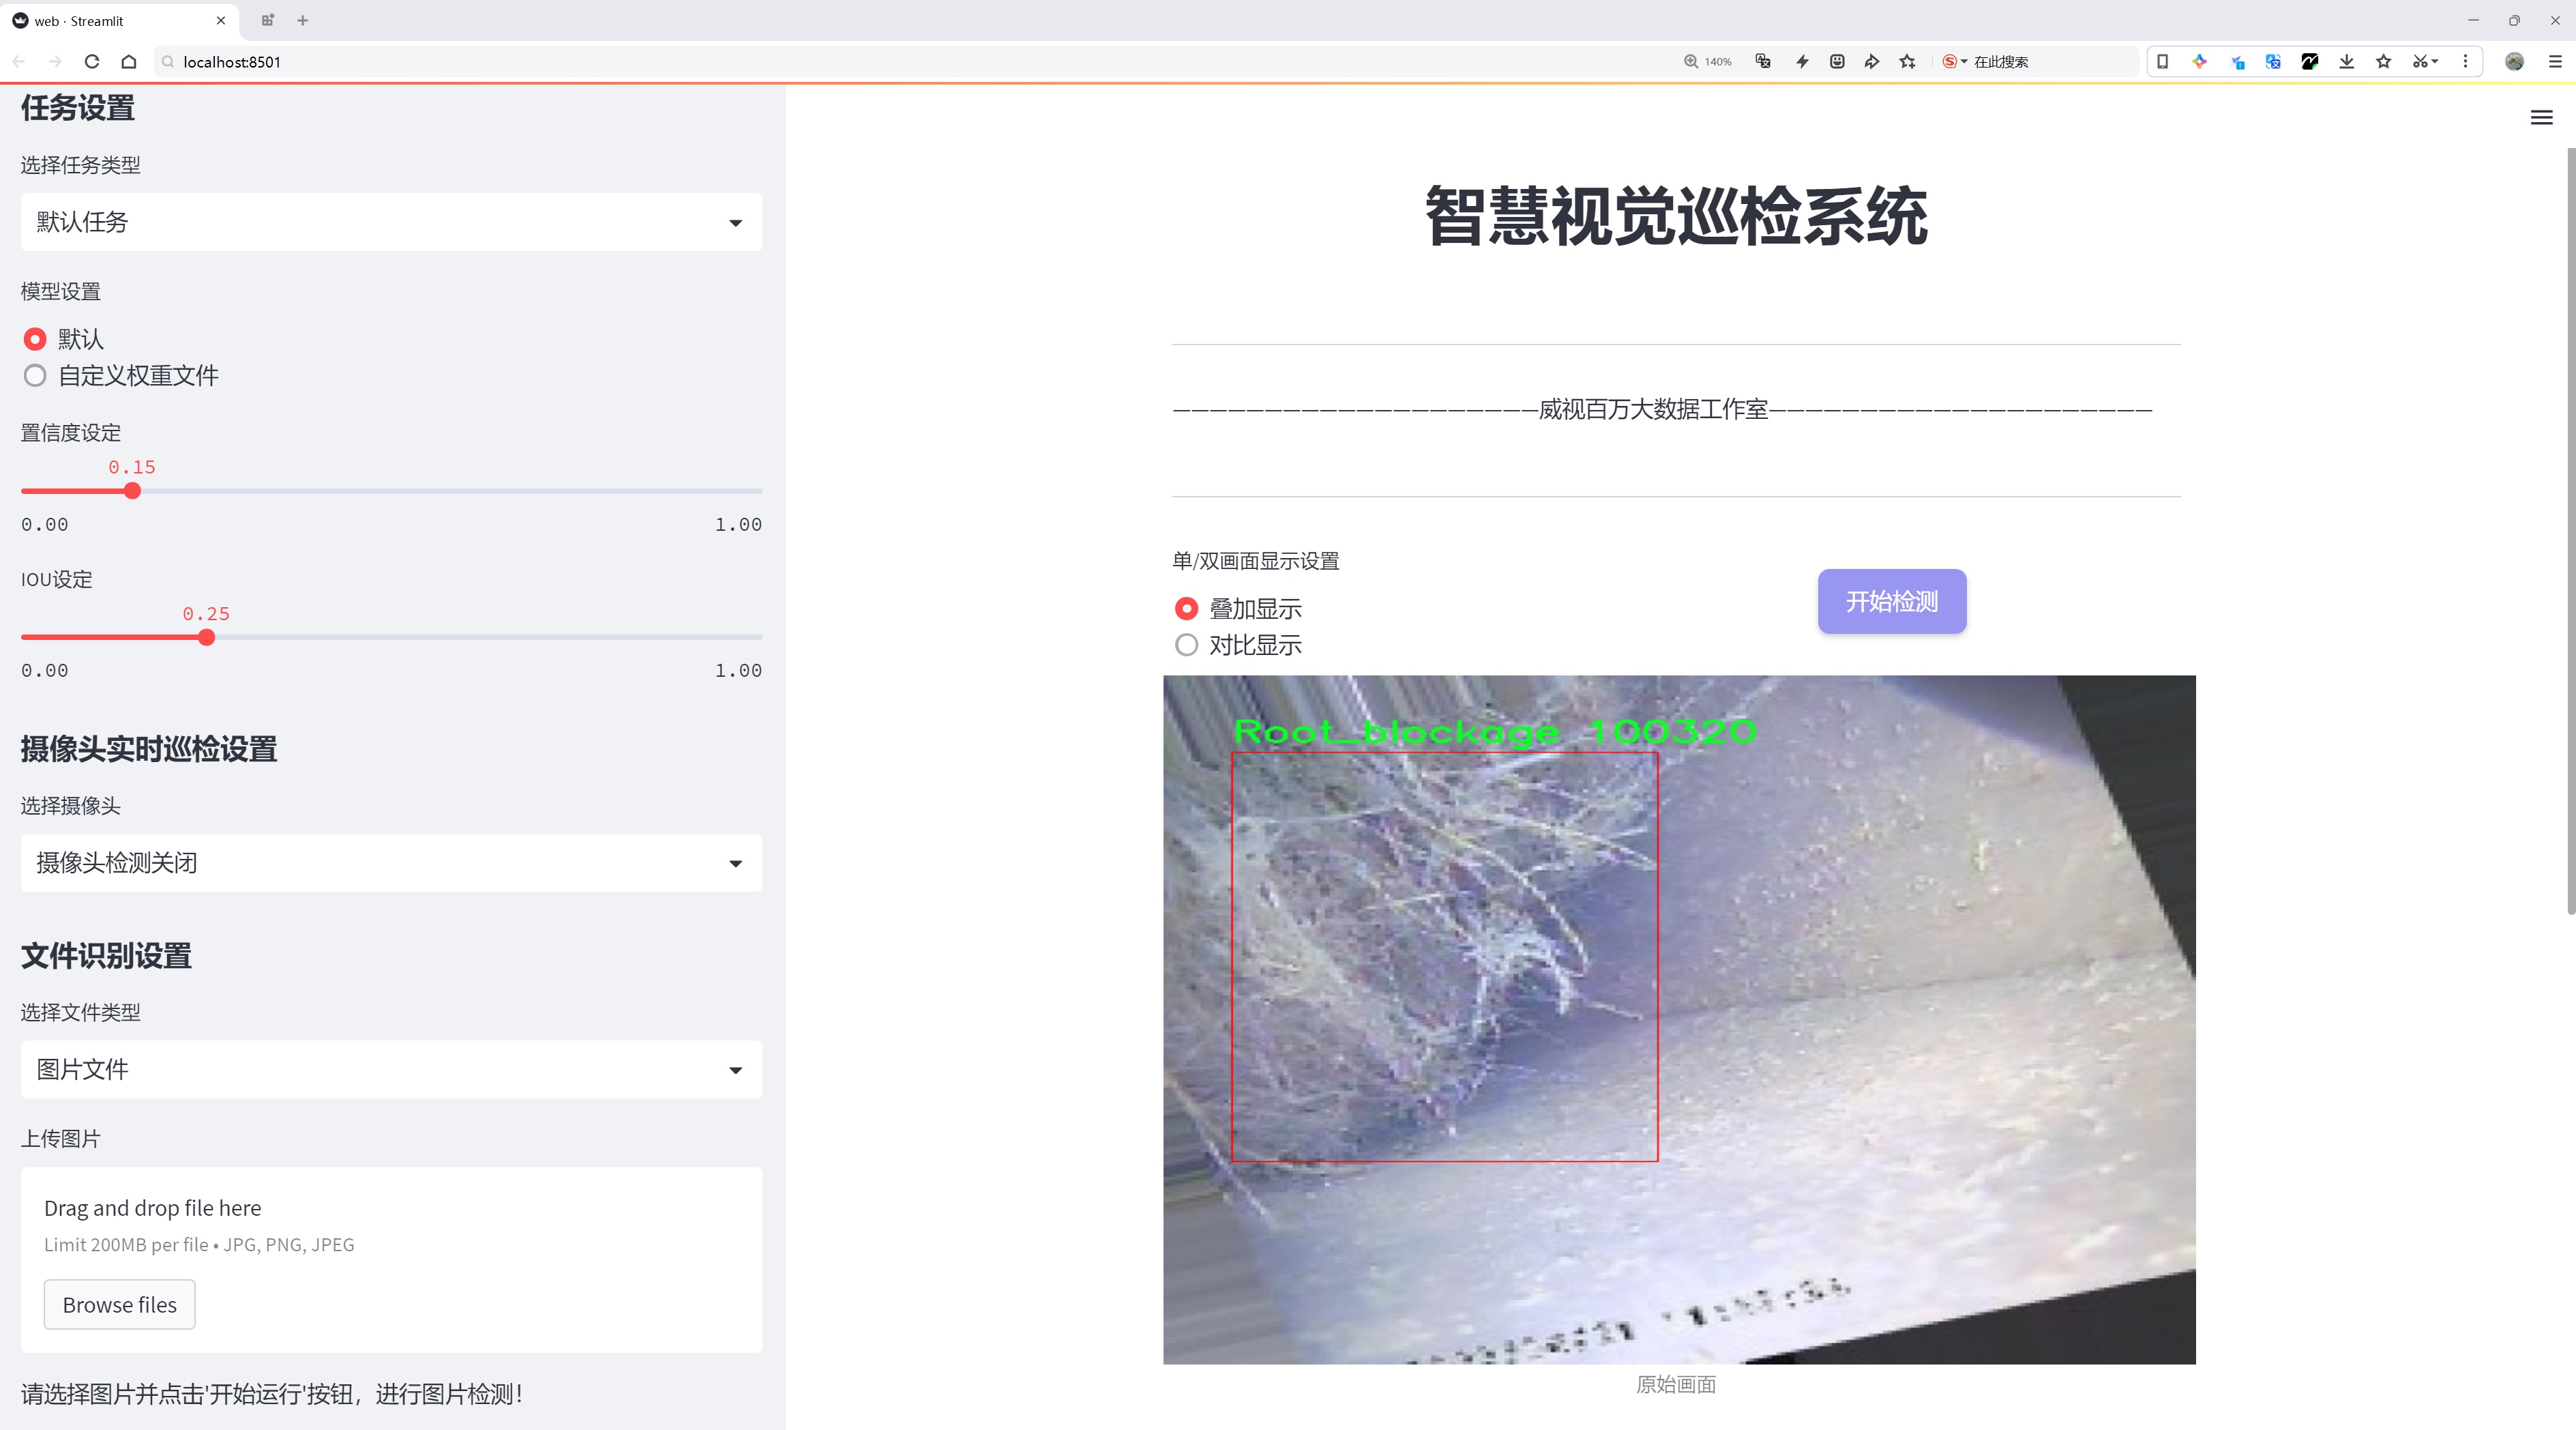 web · Streamlit
localhost:8501
140%
在此搜索
任务设置
选择任务类型
默认任务
模型设置
默认
自定义权重文件
置信度设定
0.15
0.00
1.00
IOU设定
0.25
0.00
1.00
摄像头实时巡检设置
选择摄像头
摄像头检测关闭
文件识别设置
选择文件类型
图片文件
上传图片
Drag and drop file here
Limit 200MB per file • JPG, PNG, JPEG
Browse files
请选择图片并点击'开始运行'按钮，进行图片检测！
智慧视觉巡检系统
————————————————————威视百万大数据工作室—————————————————————
单/双画面显示设置
叠加显示
对比显示
开始检测
Root_blockage 100320
原始画面